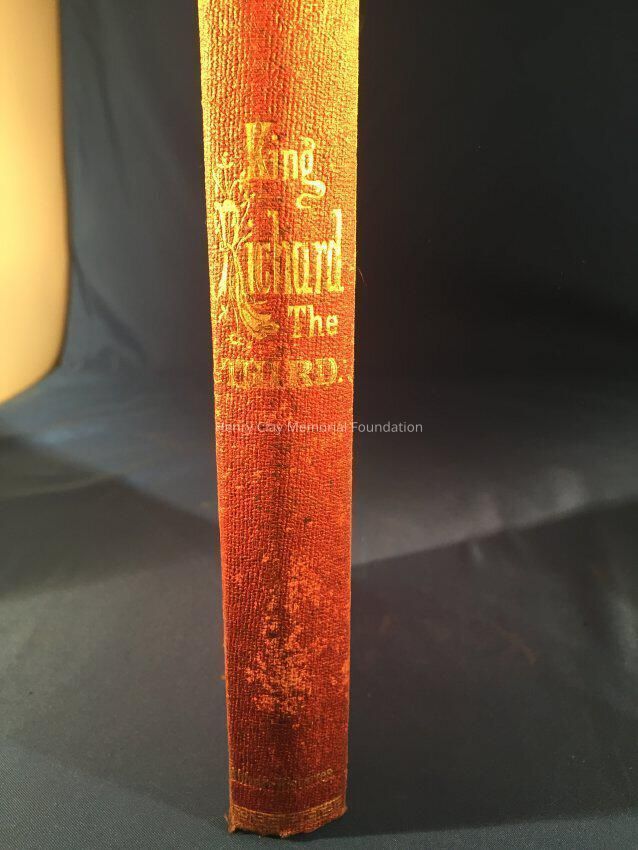 King
Richard
The
THIRD.
Henry Clay Memorial Foundation